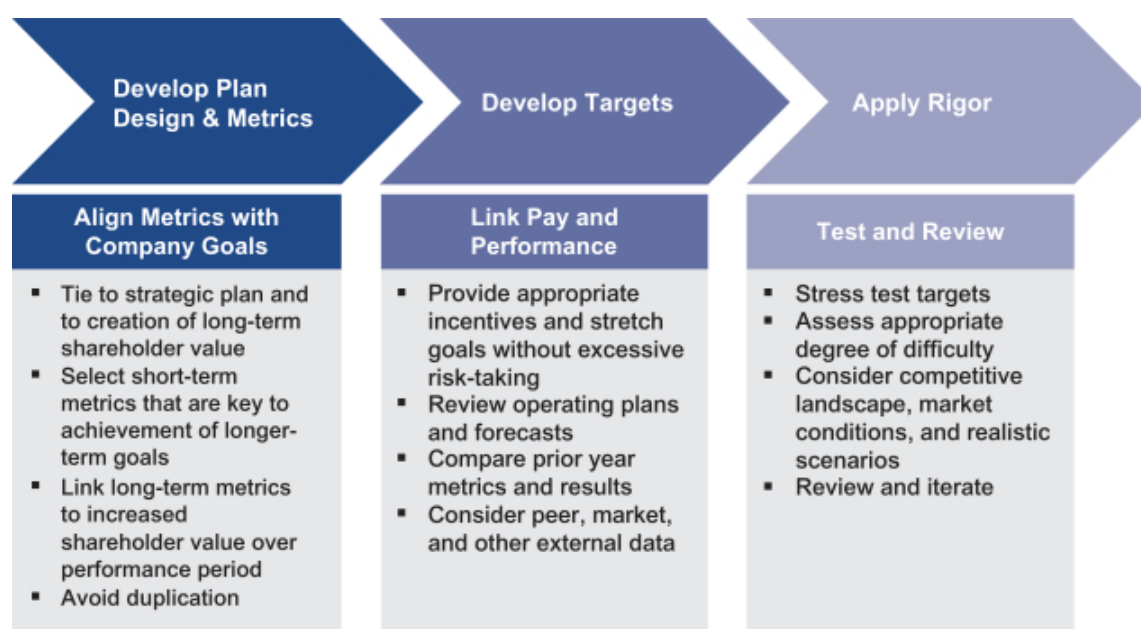 Develop Plan
Design & Metrics
Develop Targets
Apply Rigor
Align Metrics with
Company Goals
▪ Tie to strategic plan and
to creation of long-term
shareholder value
▪ Select short-term
metrics that are key to
achievement of longer-
term goals
▪ Link long-term metrics
to increased
shareholder value over
performance period
▪ Avoid duplication
Link Pay and
Performance
▪ Provide appropriate
incentives and stretch
goals without excessive
risk-taking
▪ Review operating plans
and forecasts
▪ Compare prior year
metrics and results
▪ Consider peer, market,
and other external data
Test and Review
▪ Stress test targets
▪ Assess appropriate
degree of difficulty
▪ Consider competitive
landscape, market
conditions, and realistic
scenarios
▪ Review and iterate